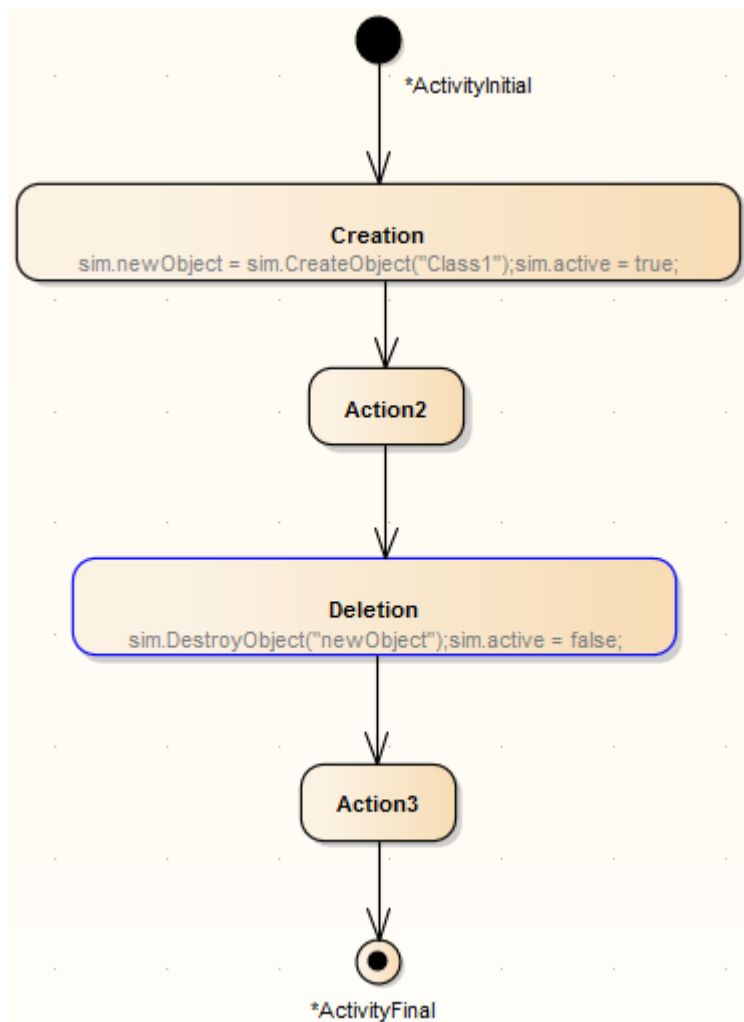 *ActivityInitial
Creation
sim.newObject = sim.CreateObject("Class1");sim.active = true;
Action2
Deletion
sim.DestroyObject("newObject");sim.active = false;
Action3
*ActivityFinal